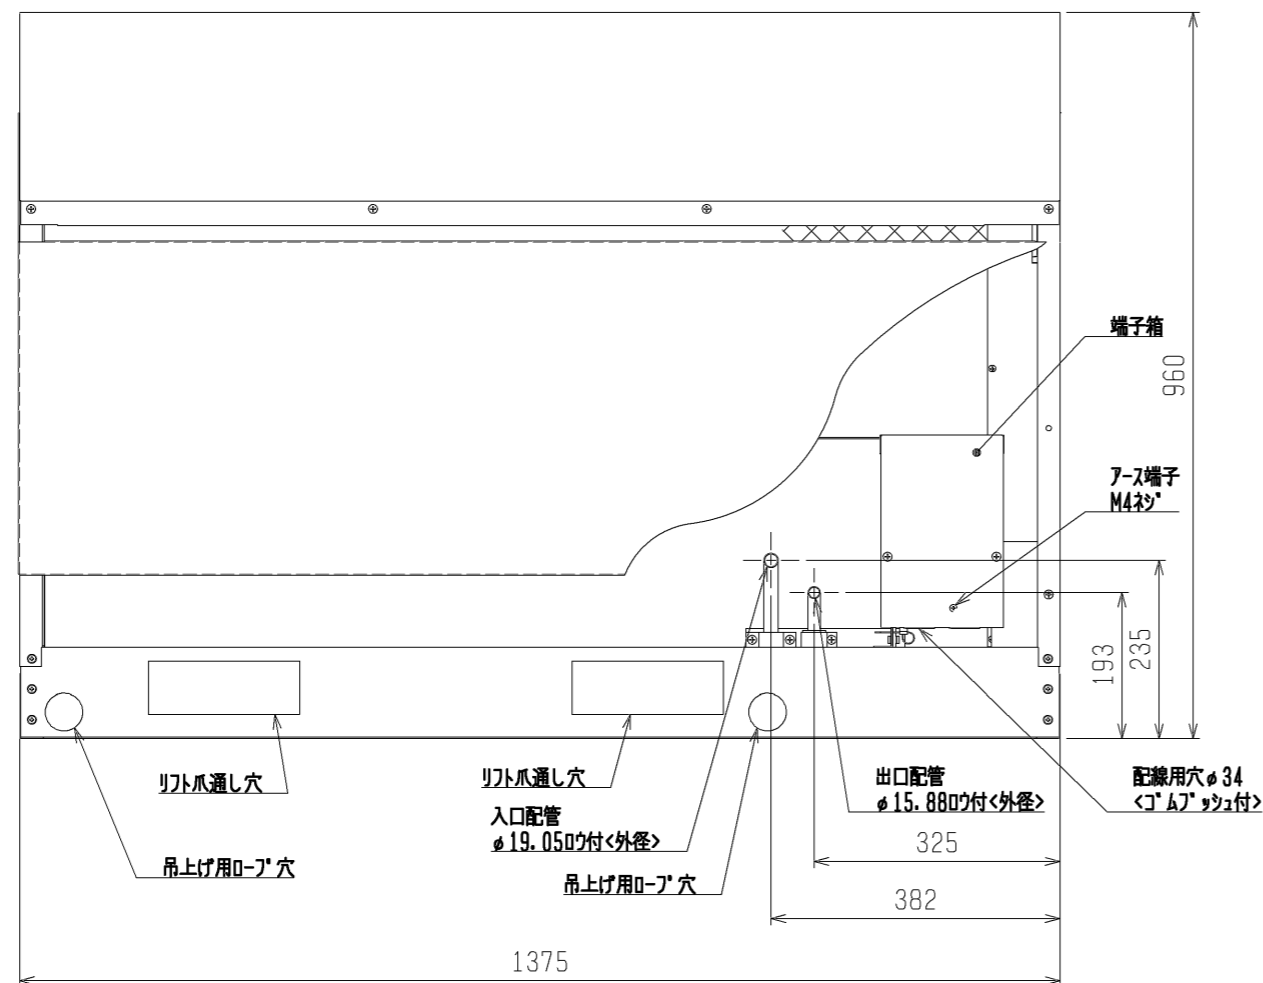 端子箱
960
アース端子
M4ネジ
193
235
リフト爪通し穴
リフト爪通し穴
出口配管
φ15.88ロウ付<外径>
配線用穴φ34
<ゴムブッシュ付>
入口配管
φ19.05ロウ付<外径>
325
吊上げ用ロープ穴
吊上げ用ロープ穴
382
1375